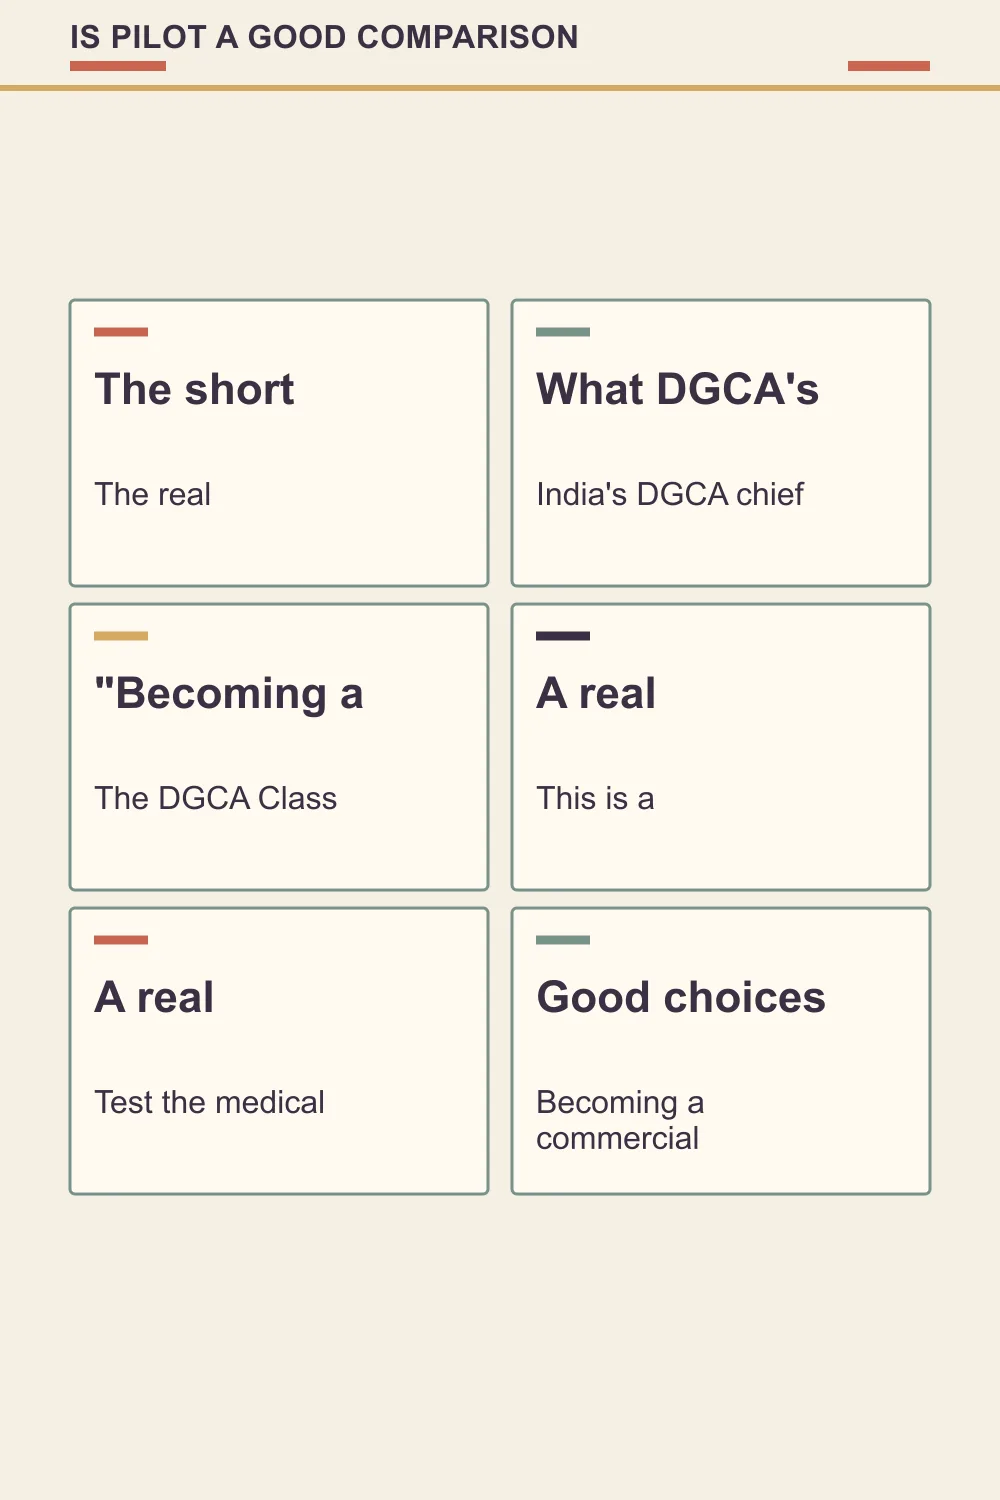 IS PILOT A GOOD COMPARISON
The short
The real
What DGCA's
India's DGCA chief
"Becoming a
The DGCA Class
A real
This is a
A real
Test the medical
Good choices
Becoming a
commercial